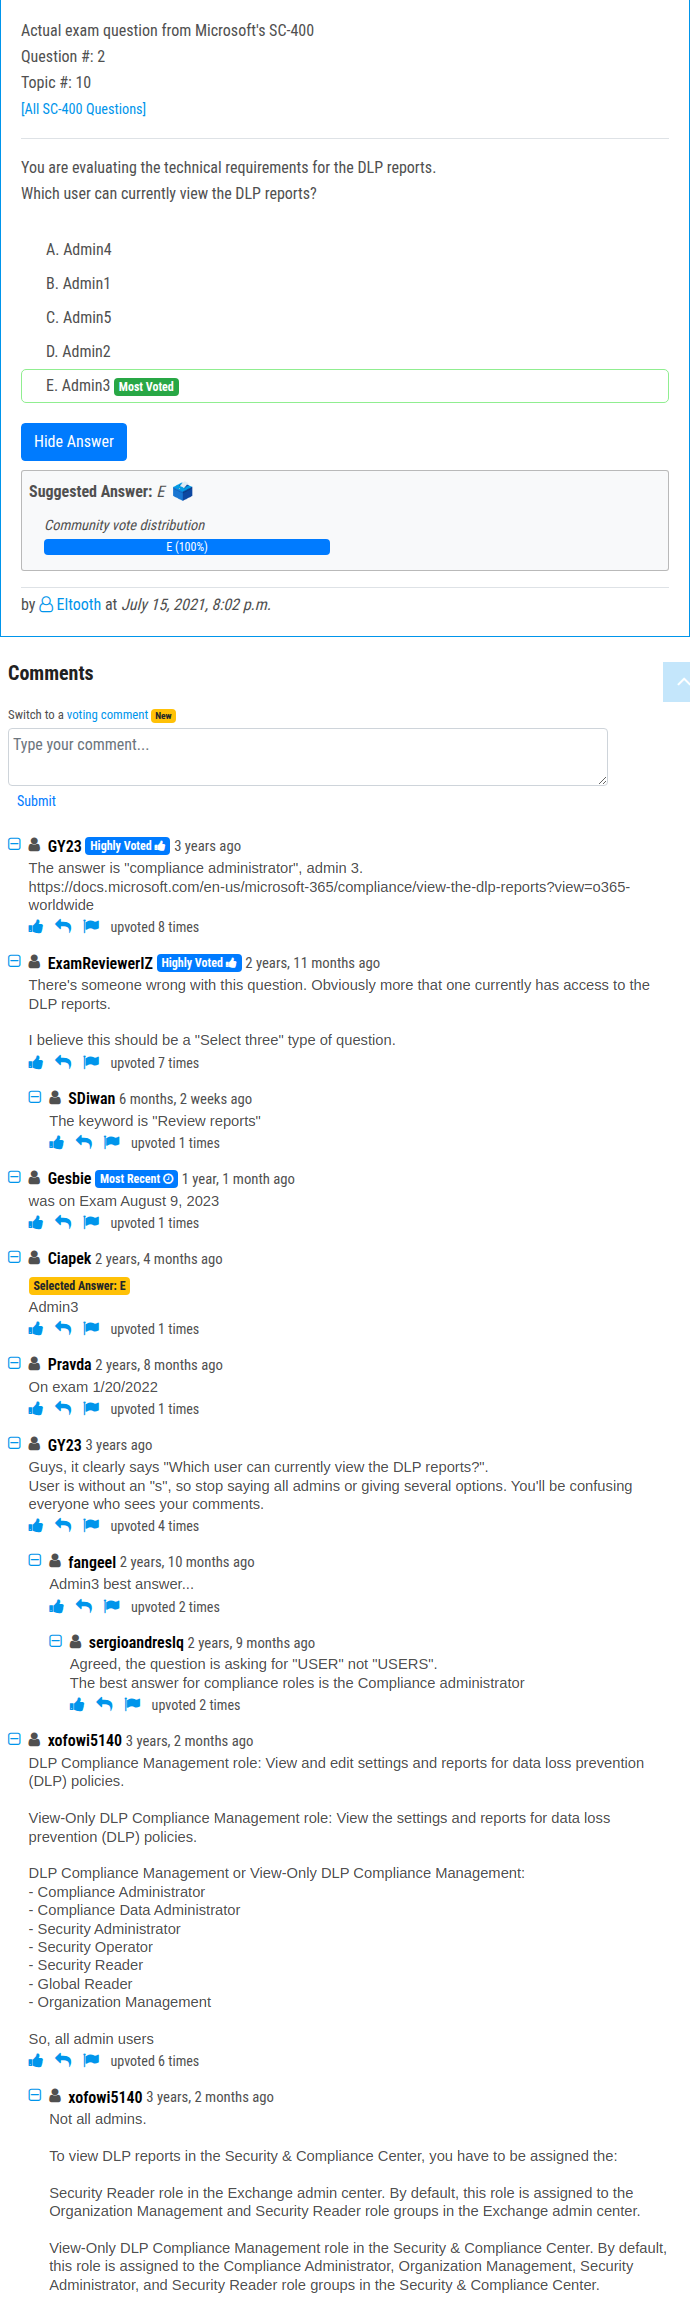 Actual exam question from Microsoft's SC-400
Question #: 2
Topic #: 10
[All SC-400 Questions]
You are evaluating the technical requirements for the DLP reports.
Which user can currently view the DLP reports?
A. Admin4
B. Admin1
C. Admin5
D. Admin2
E. Admin3 Most Voted
Hide Answer
Suggested Answer: E
Community vote distribution
E (100%)
by Eltooth at July 15, 2021, 8:02 p.m.
Comments
Switch to a voting comment New
Type your comment...
Submit
GY23 Highly Voted 3 years ago
The answer is "compliance administrator", admin 3.
https://docs.microsoft.com/en-us/microsoft-365/compliance/view-the-dlp-reports?view=o365-
worldwide
upvoted 8 times
ExamReviewerIZ Highly Voted 2 years, 11 months ago
There's someone wrong with this question. Obviously more that one currently has access to the
DLP reports.
I believe this should be a "Select three" type of question.
upvoted 7 times
SDiwan 6 months, 2 weeks ago
The keyword is "Review reports"
upvoted 1 times
Gesbie Most Recent 1 year, 1 month ago
was on Exam August 9, 2023
upvoted 1 times
Ciapek 2 years, 4 months ago
Selected Answer: E
Admin3
upvoted 1 times
Pravda 2 years, 8 months ago
On exam 1/20/2022
upvoted 1 times
GY23 3 years ago
Guys, it clearly says "Which user can currently view the DLP reports?".
User is without an "s", so stop saying all admins or giving several options. You'll be confusing
everyone who sees your comments.
upvoted 4 times
fangeel 2 years, 10 months ago
Admin3 best answer...
upvoted 2 times
sergioandreslq 2 years, 9 months ago
Agreed, the question is asking for "USER" not "USERS".
The best answer for compliance roles is the Compliance administrator
upvoted 2 times
xofowi5140 3 years, 2 months ago
DLP Compliance Management role: View and edit settings and reports for data loss prevention
(DLP) policies.
View-Only DLP Compliance Management role: View the settings and reports for data loss
prevention (DLP) policies.
DLP Compliance Management or View-Only DLP Compliance Management:
- Compliance Administrator
- Compliance Data Administrator
- Security Administrator
- Security Operator
- Security Reader
- Global Reader
- Organization Management
So, all admin users
upvoted 6 times
xofowi5140 3 years, 2 months ago
Not all admins.
To view DLP reports in the Security & Compliance Center, you have to be assigned the:
Security Reader role in the Exchange admin center. By default, this role is assigned to the
Organization Management and Security Reader role groups in the Exchange admin center.
View-Only DLP Compliance Management role in the Security & Compliance Center. By default,
this role is assigned to the Compliance Administrator, Organization Management, Security
Administrator, and Security Reader role groups in the Security & Compliance Center.